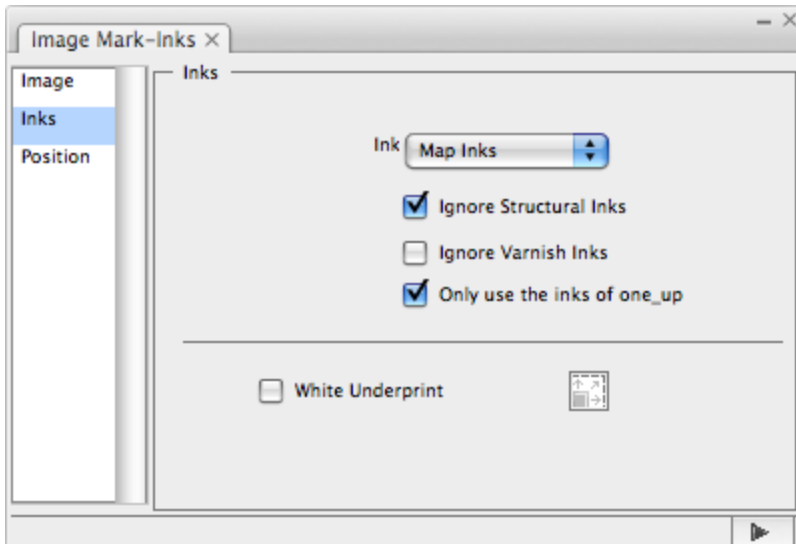 Image Mark-Inks
Image
Inks
Position
Inks
Ink Map Inks
Ignore Structural Inks
Ignore Varnish Inks
Only use the inks of one_up
White Underprint